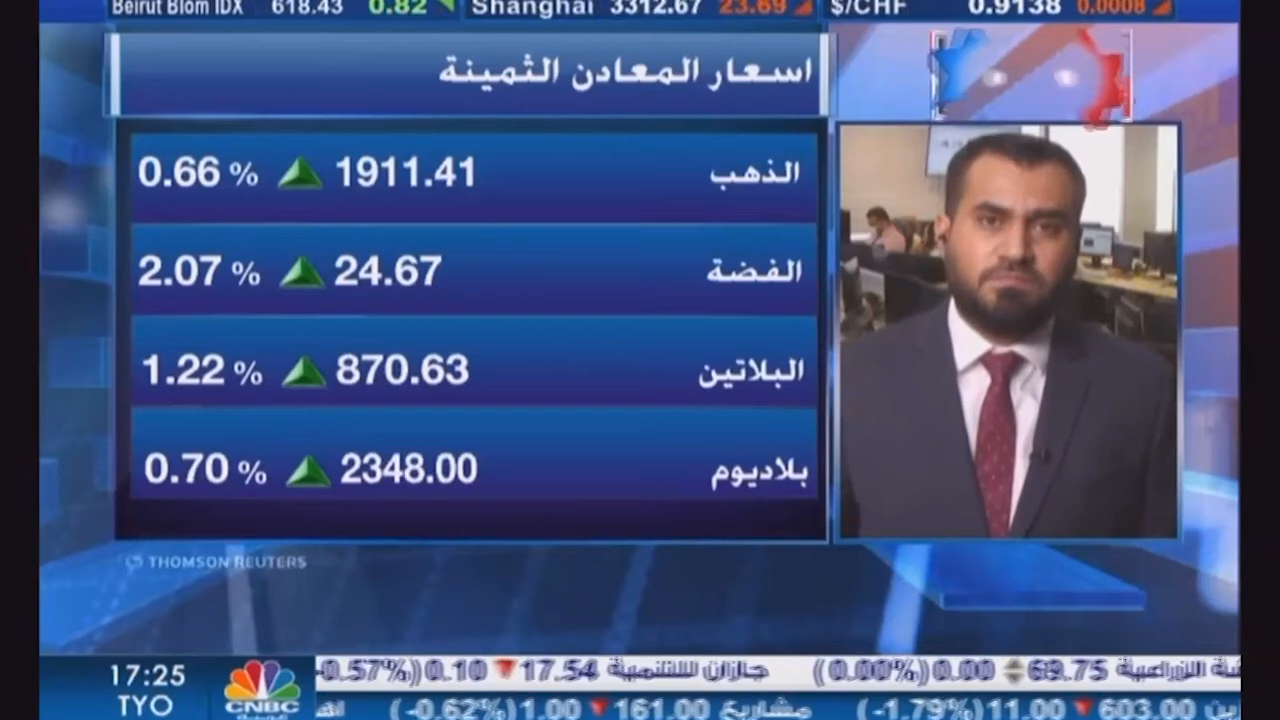 Beirut Blom IDX 618.43 0.82 Shanghai 3312.67 23.69 $/CHF 0.9138 0.0008
اسعار المعادن الثمينة
الذهب 1911.41 0.66 %
الفضة 24.67 2.07 %
البلاتين 870.63 1.22 %
بلاديوم 2348.00 0.70 %
THOMSON REUTERS
17:25
TYO
CNBC
عربية
الزراعية 69.75 0.00 (0.00%) جازان للتنمية 17.54 0.10 (-0.57%)
603.00 11.00 (-1.79%) مشاريع 161.00 1.00 (-0.62%)